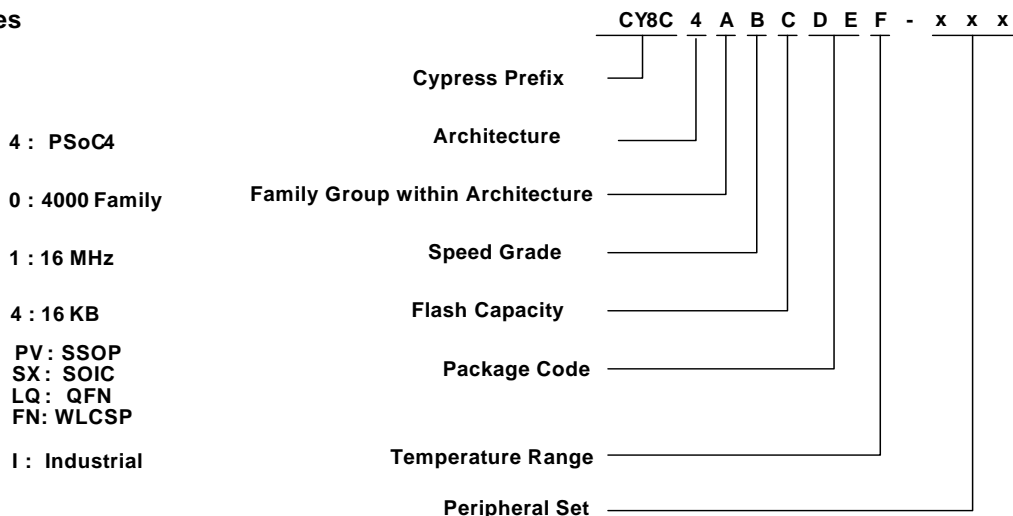 es
CY8C 4 A B C D E F - x x x
Cypress Prefix
4 : PSoC4 Architecture
0 : 4000 Family Family Group within Architecture
1 : 16 MHz Speed Grade
4 : 16 KB Flash Capacity
PV : SSOP
SX : SOIC
LQ : QFN
FN: WLCSP
Package Code
I : Industrial Temperature Range
Peripheral Set